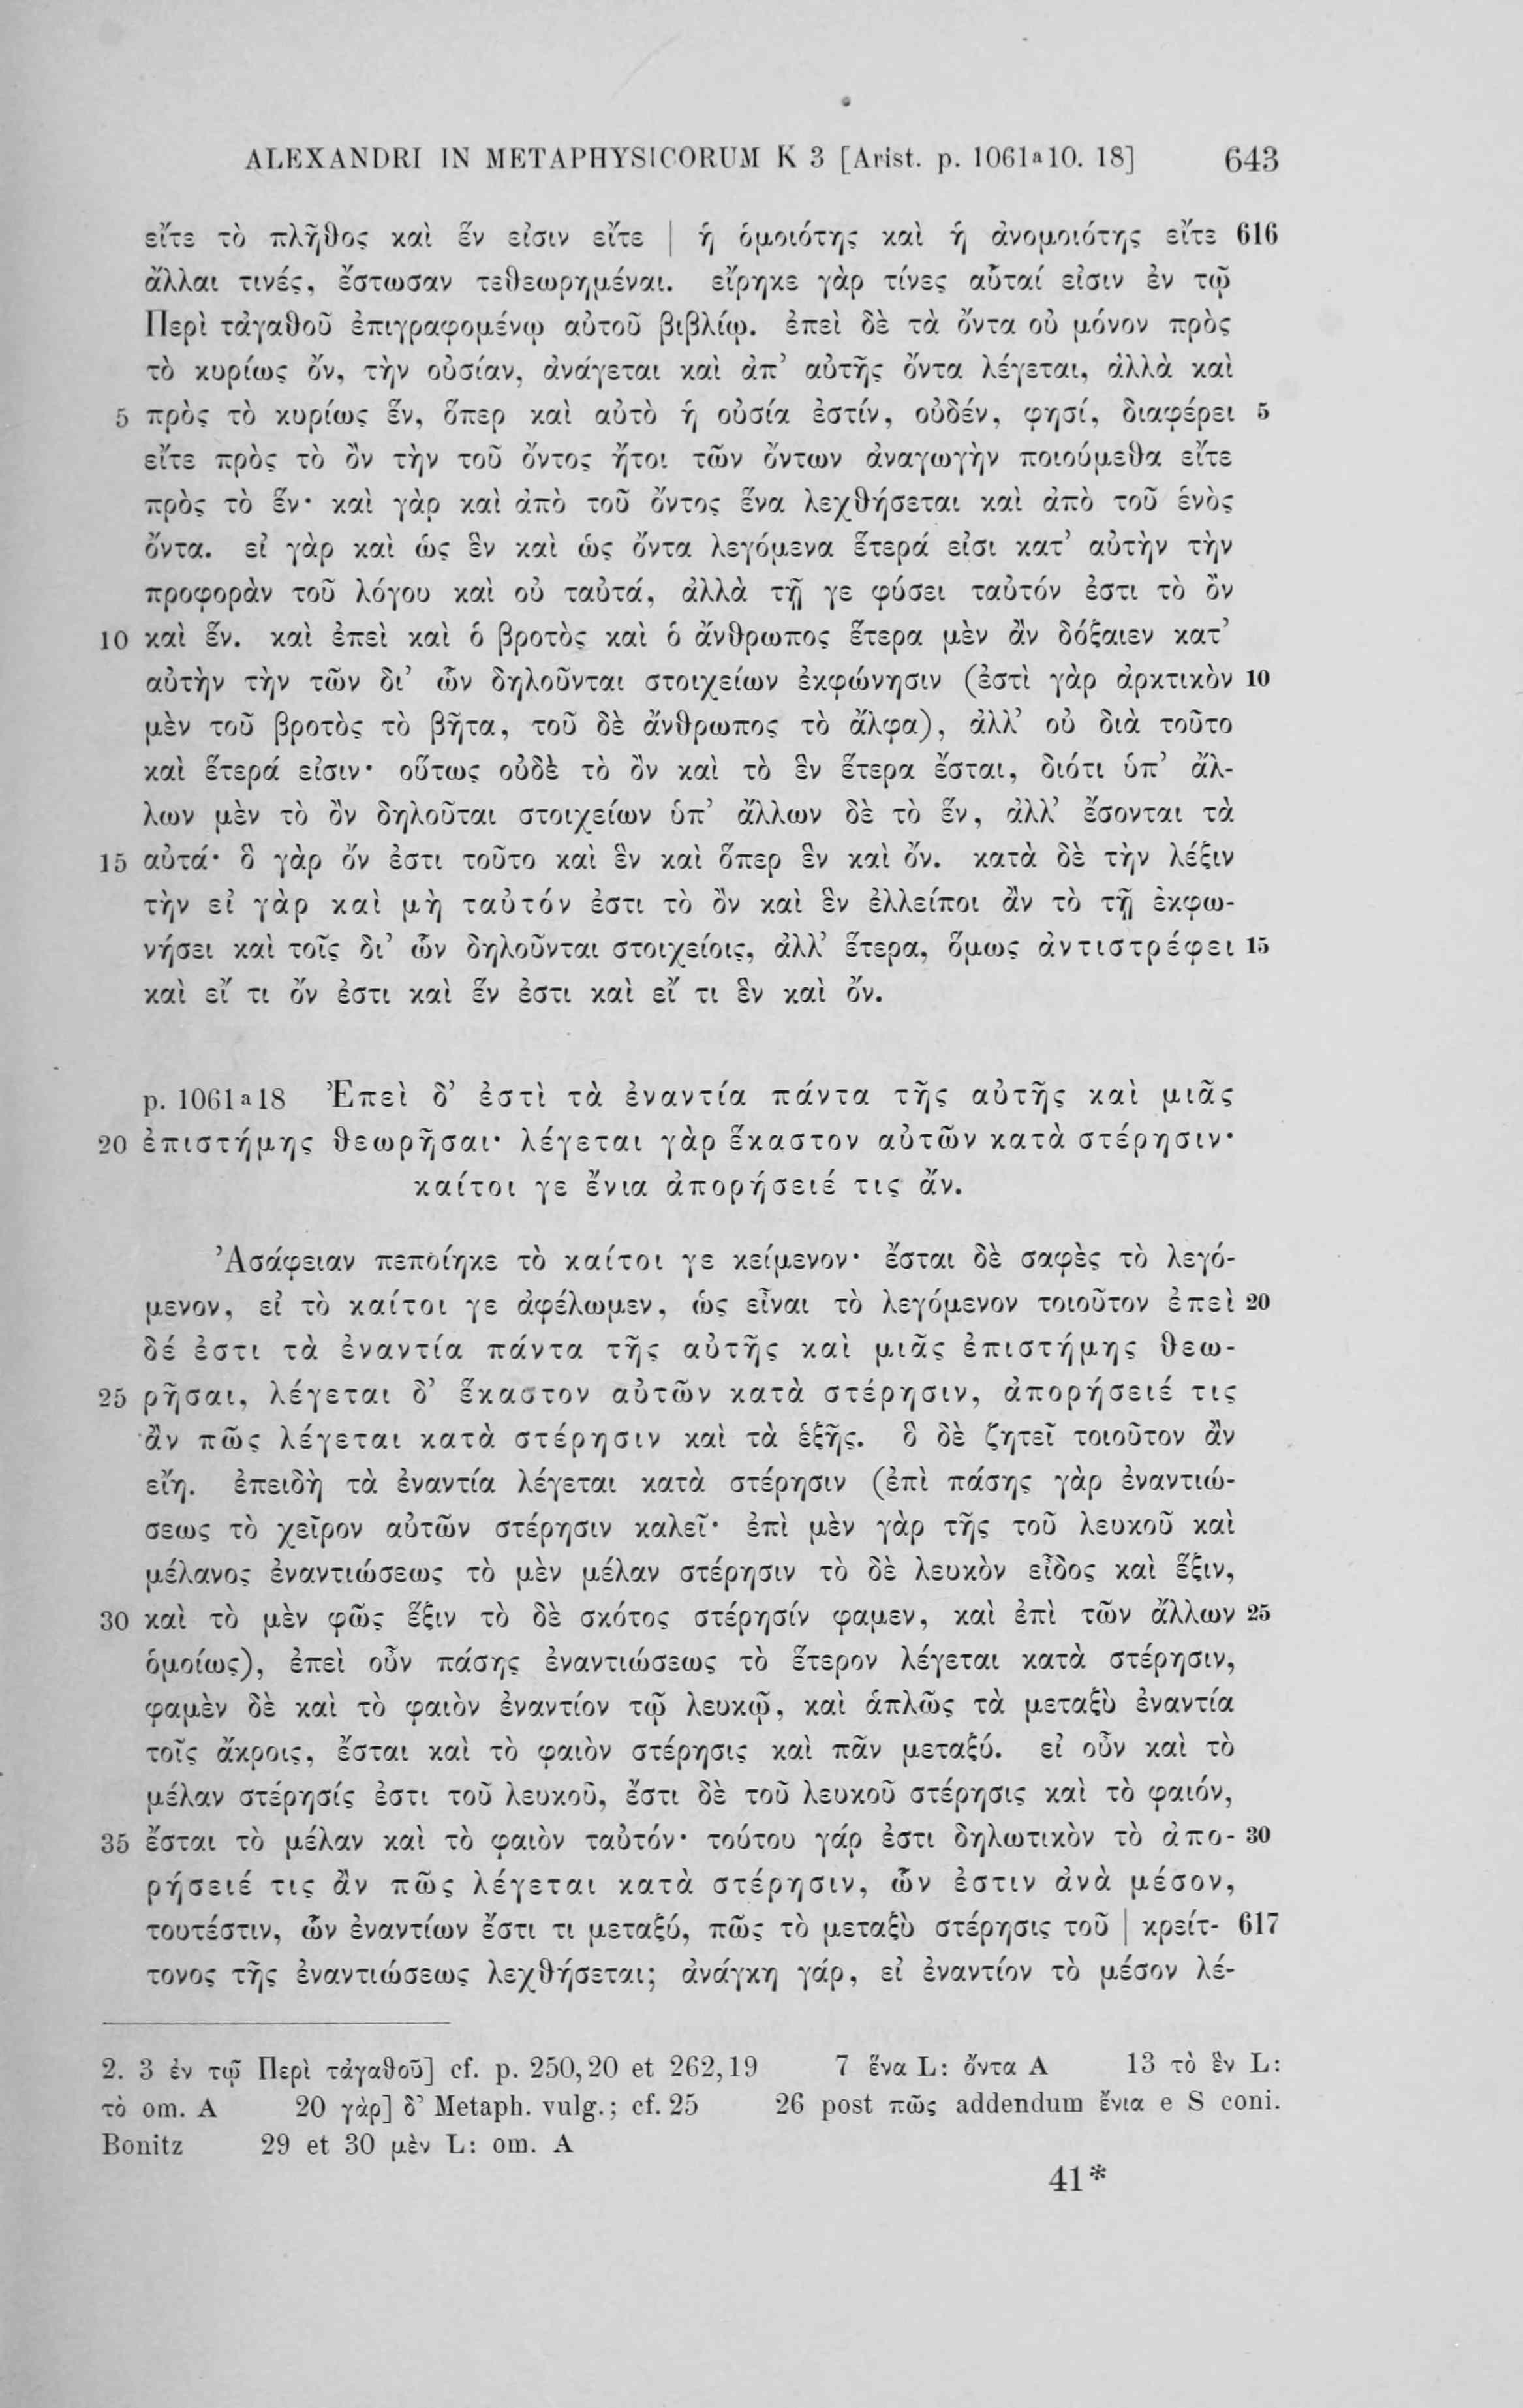 ALEXANDRI IN METAPHYSICORUM K 3 [Arist. p. 1061a10. 18] 643
εἴτε τὸ πλῆθος καὶ ἕν εἰσιν εἴτε | ἡ ὁμοιότης καὶ ἡ ἀνομοιότης εἴτε 616
ἄλλαι τινές, ἔστωσαν τεθεωρημέναι. εἴρηκε γὰρ τίνες αὗταί εἰσιν ἐν τῷ
Περὶ τἀγαθοῦ ἐπιγραφομένῳ αὐτοῦ βιβλίῳ. ἐπεὶ δὲ τὰ ὄντα οὐ μόνον πρὸς
τὸ κυρίως ὄν, τὴν οὐσίαν, ἀνάγεται καὶ ἀπ’ αὐτῆς ὄντα λέγεται, ἀλλὰ καὶ
5 πρὸς τὸ κυρίως ἕν, ὅπερ καὶ αὐτὸ ἡ οὐσία ἐστίν, οὐδέν, φησί, διαφέρει 5
εἴτε πρὸς τὸ ὂν τὴν τοῦ ὄντος ἤτοι τῶν ὄντων ἀναγωγὴν ποιούμεθα εἴτε
πρὸς τὸ ἕν· καὶ γὰρ καὶ ἀπὸ τοῦ ὄντος ἕνα λεχθήσεται καὶ ἀπὸ τοῦ ἑνὸς
ὄντα. εἰ γὰρ καὶ ὡς ἓν καὶ ὡς ὄντα λεγόμενα ἕτερά εἰσι κατ’ αὐτὴν τὴν
προφορὰν τοῦ λόγου καὶ οὐ ταὐτά, ἀλλὰ τῇ γε φύσει ταὐτόν ἐστι τὸ ὂν
10 καὶ ἕν. καὶ ἐπεὶ καὶ ὁ βροτὸς καὶ ὁ ἄνθρωπος ἕτερα μὲν ἂν δόξαιεν κατ’
αὐτὴν τὴν τῶν δι’ ὧν δηλοῦνται στοιχείων ἐκφώνησιν (ἐστὶ γὰρ ἀρκτικὸν 10
μὲν τοῦ βροτὸς τὸ βῆτα, τοῦ δὲ ἄνθρωπος τὸ ἄλφα), ἀλλ’ οὐ διὰ τοῦτο
καὶ ἕτερά εἰσιν· οὕτως οὐδὲ τὸ ὂν καὶ τὸ ἓν ἕτερα ἔσται, διότι ὑπ’ ἄλ-
λων μὲν τὸ ὂν δηλοῦται στοιχείων ὑπ’ ἄλλων δὲ τὸ ἕν, ἀλλ’ ἔσονται τὰ
15 αὐτά· ὃ γὰρ ὄν ἐστι τοῦτο καὶ ἓν καὶ ὅπερ ἓν καὶ ὄν. κατὰ δὲ τὴν λέξιν
τὴν εἰ γὰρ καὶ μὴ ταὐτόν ἐστι τὸ ὂν καὶ ἓν ἐλλείποι ἂν τὸ τῇ ἐκφω-
νήσει καὶ τοῖς δι’ ὧν δηλοῦνται στοιχείοις, ἀλλ’ ἕτερα, ὅμως ἀντιστρέφει 15
καὶ εἴ τι ὄν ἐστι καὶ ἕν ἐστι καὶ εἴ τι ἓν καὶ ὄν.
p. 1061a18 Ἐπεὶ δ’ ἐστὶ τὰ ἐναντία πάντα τῆς αὐτῆς καὶ μιᾶς
20 ἐπιστήμης θεωρῆσαι· λέγεται γὰρ ἕκαστον αὐτῶν κατὰ στέρησιν·
καίτοι γε ἔνια ἀπορήσειέ τις ἄν.
Ἀσάφειαν πεποίηκε τὸ καίτοι γε κείμενον· ἔσται δὲ σαφὲς τὸ λεγό-
μενον, εἰ τὸ καίτοι γε ἀφέλωμεν, ὡς εἶναι τὸ λεγόμενον τοιοῦτον ἐπεὶ 20
δέ ἐστι τὰ ἐναντία πάντα τῆς αὐτῆς καὶ μιᾶς ἐπιστήμης θεω-
25 ρῆσαι, λέγεται δ’ ἕκαστον αὐτῶν κατὰ στέρησιν, ἀπορήσειέ τις
ἂν πῶς λέγεται κατὰ στέρησιν καὶ τὰ ἑξῆς. ὃ δὲ ζητεῖ τοιοῦτον ἂν
εἴη. ἐπειδὴ τὰ ἐναντία λέγεται κατὰ στέρησιν (ἐπὶ πάσης γὰρ ἐναντιώ-
σεως τὸ χεῖρον αὐτῶν στέρησιν καλεῖ· ἐπὶ μὲν γὰρ τῆς τοῦ λευκοῦ καὶ
μέλανος ἐναντιώσεως τὸ μὲν μέλαν στέρησιν τὸ δὲ λευκὸν εἶδος καὶ ἕξιν,
30 καὶ τὸ μὲν φῶς ἕξιν τὸ δὲ σκότος στέρησίν φαμεν, καὶ ἐπὶ τῶν ἄλλων 25
ὁμοίως), ἐπεὶ οὖν πάσης ἐναντιώσεως τὸ ἕτερον λέγεται κατὰ στέρησιν,
φαμὲν δὲ καὶ τὸ φαιὸν ἐναντίον τῷ λευκῷ, καὶ ἁπλῶς τὰ μεταξὺ ἐναντία
τοῖς ἄκροις, ἔσται καὶ τὸ φαιὸν στέρησις καὶ πᾶν μεταξύ. εἰ οὖν καὶ τὸ
μέλαν στέρησίς ἐστι τοῦ λευκοῦ, ἔστι δὲ τοῦ λευκοῦ στέρησις καὶ τὸ φαιόν,
35 ἔσται τὸ μέλαν καὶ τὸ φαιὸν ταὐτόν· τούτου γάρ ἐστι δηλωτικὸν τὸ ἀπο- 30
ρήσειέ τις ἂν πῶς λέγεται κατὰ στέρησιν, ὧν ἐστιν ἀνὰ μέσον,
τουτέστιν, ὧν ἐναντίων ἔστι τι μεταξύ, πῶς τὸ μεταξὺ στέρησις τοῦ | κρείτ- 617
τονος τῆς ἐναντιώσεως λεχθήσεται; ἀνάγκη γάρ, εἰ ἐναντίον τὸ μέσον λέ-
2. 3 ἐν τῷ Περὶ τἀγαθοῦ] cf. p. 250,20 et 262,19 7 ἕνα L: ὄντα A 13 τὸ ἓν L:
τὸ om. A 20 γὰρ] δ’ Metaph. vulg.; cf. 25 26 post πῶς addendum ἔνια e S coni.
Bonitz 29 et 30 μὲν L: om. A
41*